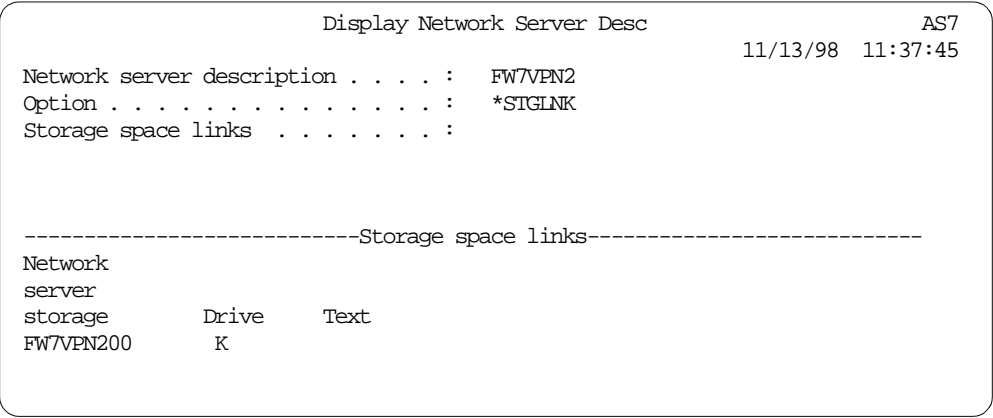 Display Network Server Desc AS7
11/13/98 11:37:45
Network server description . . . . : FW7VPN2
Option . . . . . . . . . . . . . . : *STGLNK
Storage space links . . . . . . . :
----------------------------Storage space links----------------------------
Network
server
storage Drive Text
FW7VPN200 K